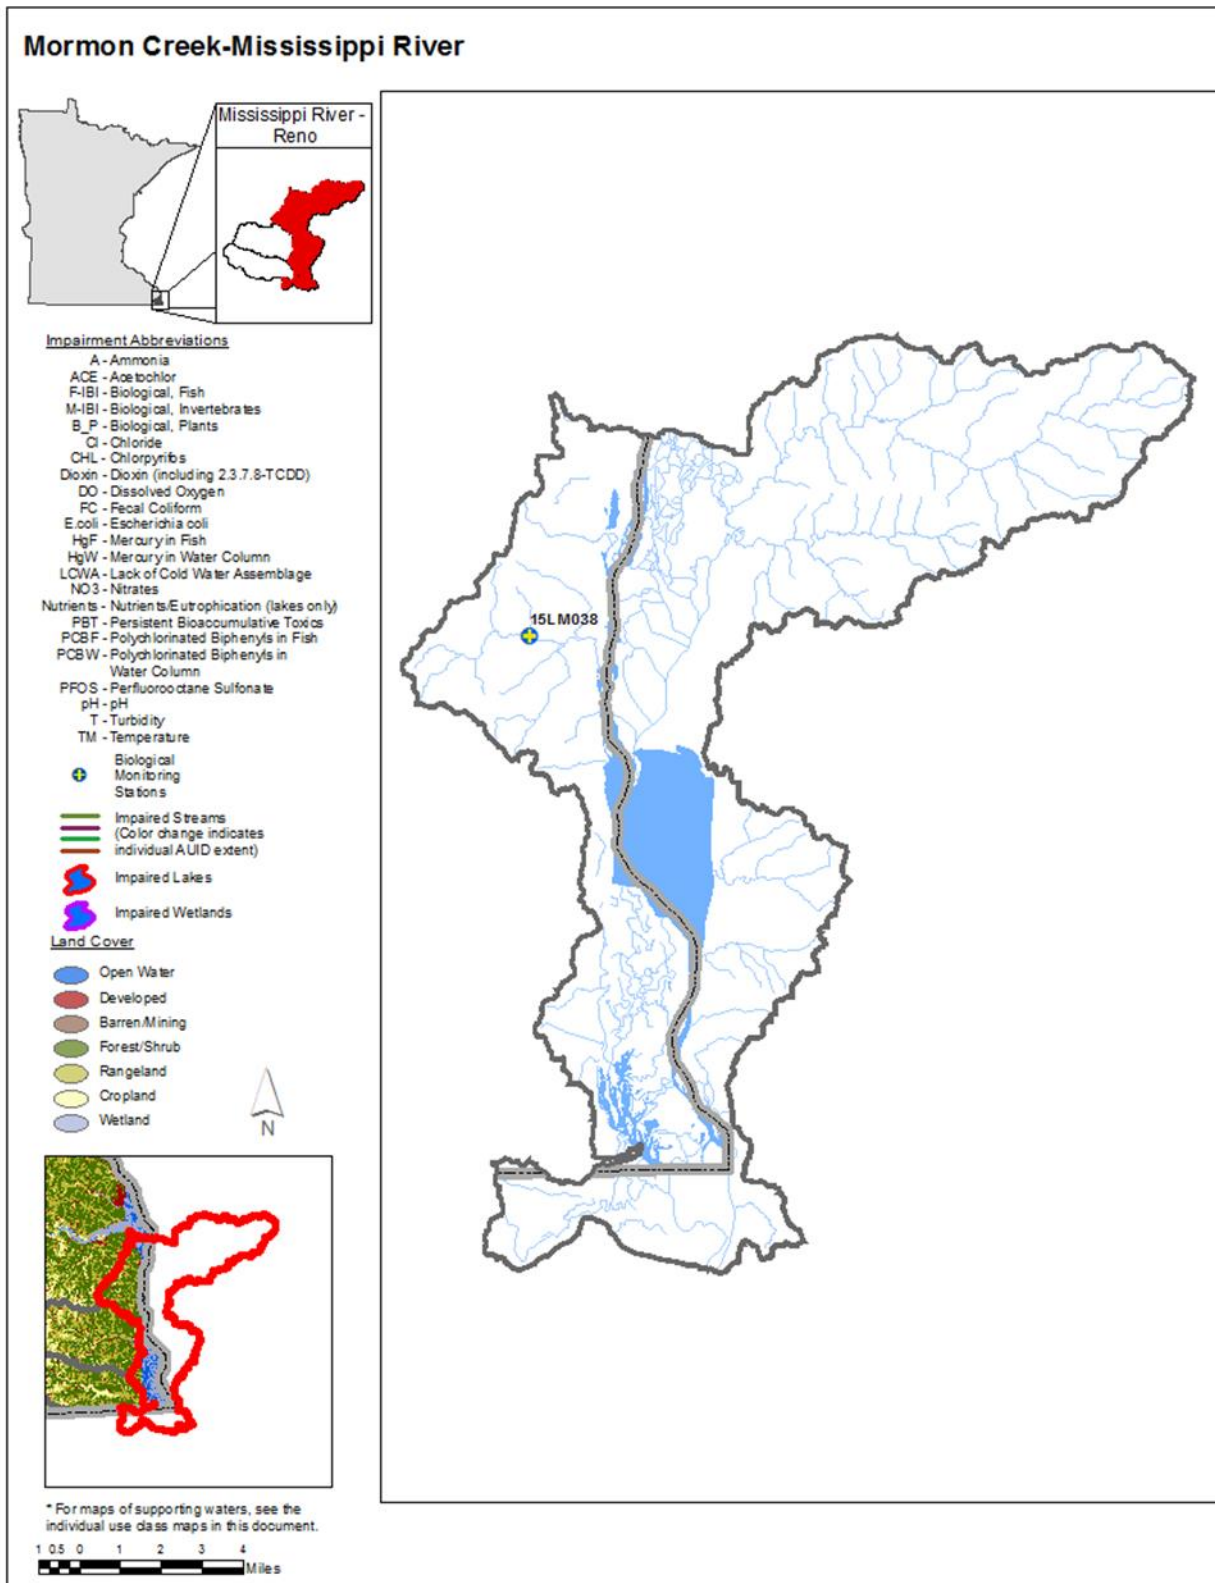 Mormon Creek-Mississippi River
Mississippi River -
Reno
Impairment Abbreviations
A - Ammonia
ACE - Acetochlor
F-IBI - Biological, Fish
M-IBI - Biological, Invertebrates
B_P - Biological, Plants
Cl - Chloride
CHL - Chlorpyrifos
Dioxin - Dioxin (including 2.3.7.8-TCDD)
DO - Dissolved Oxygen
FC - Fecal Coliform
E.coli - Escherichia coli
HgF - Mercury in Fish
HgW - Mercury in Water Column
LCWA - Lack of Cold Water Assemblage
NO3 - Nitrates
Nutrients - Nutrients/Eutrophication (lakes only)
PBT - Persistent Bioaccumulative Toxics
PCBF - Polychlorinated Biphenyls in Fish
PCBW - Polychlorinated Biphenyls in
Water Column
PFOS - Perfluorooctane Sulfonate
pH - pH
T - Turbidity
TM - Temperature
Biological
Monitoring
Stations
Impaired Streams
(Color change indicates
individual AUID extent)
Impaired Lakes
Impaired Wetlands
Land Cover
Open Water
Developed
Barren/Mining
Forest/Shrub
Rangeland
Cropland
Wetland
N
15LM038
* For maps of supporting waters, see the
individual use class maps in this document.
1 0.5 0 1 2 3 4
Miles